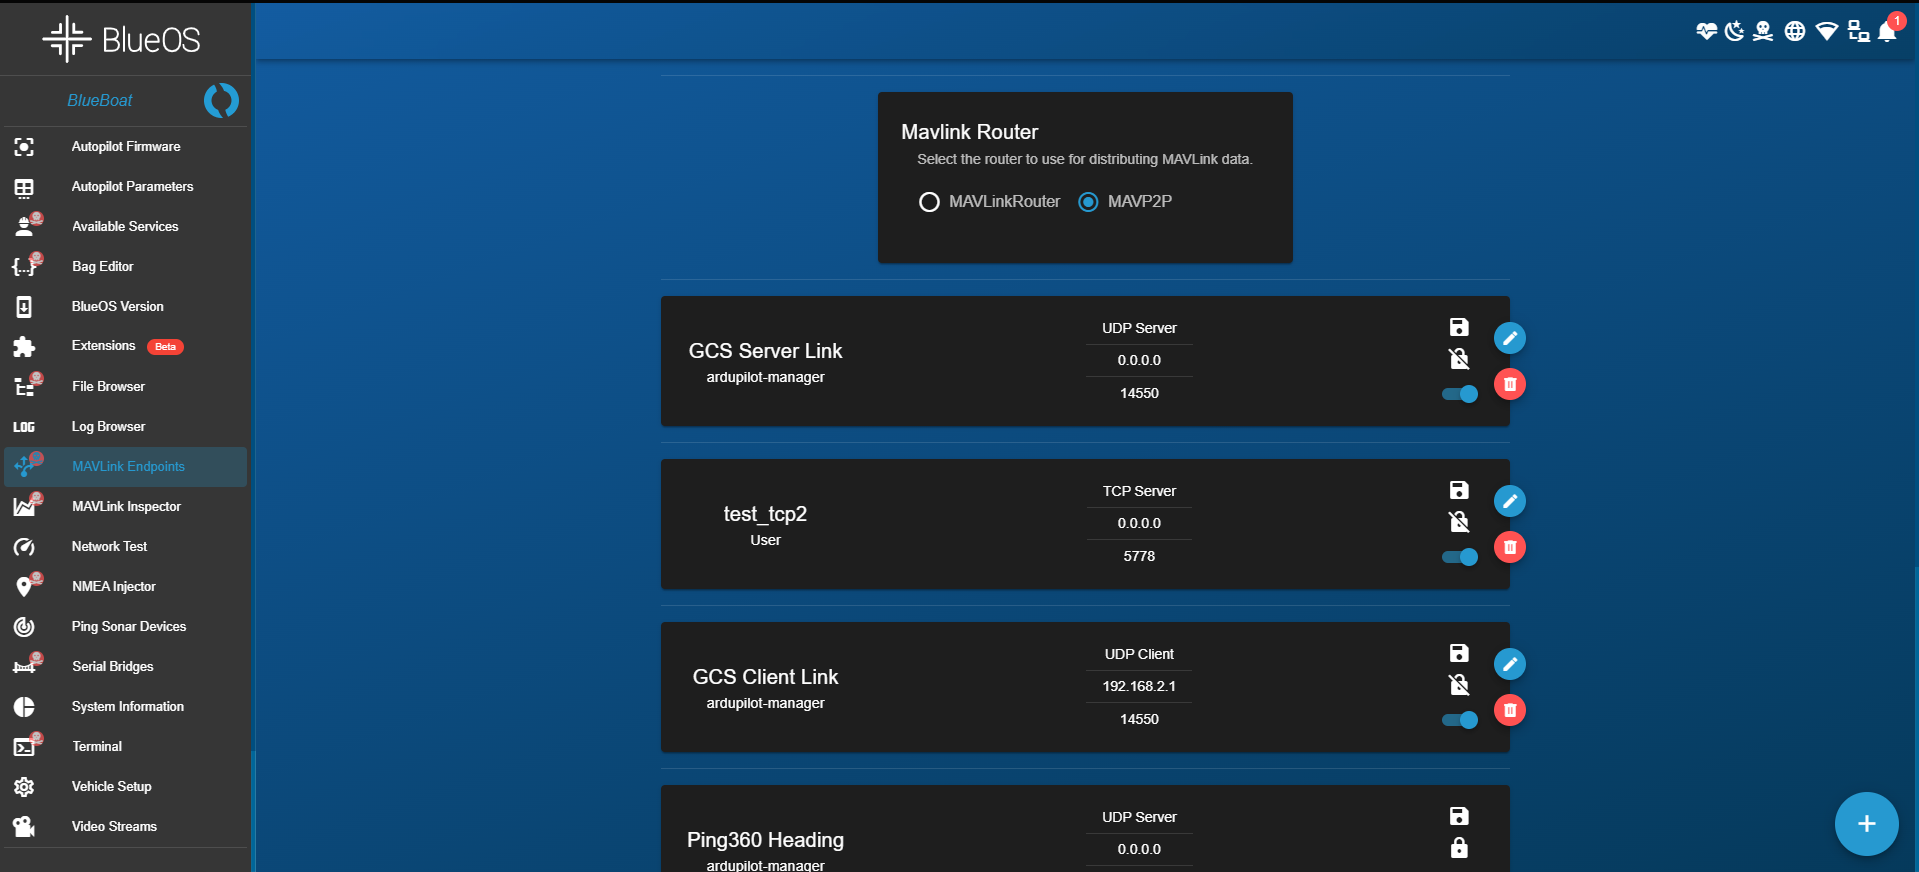 BlueOS
1
BlueBoat
Autopilot Firmware
Autopilot Parameters
Available Services
Bag Editor
BlueOS Version
Extensions Beta
File Browser
LOG Log Browser
MAVLink Endpoints
MAVLink Inspector
Network Test
NMEA Injector
Ping Sonar Devices
Serial Bridges
System Information
Terminal
Vehicle Setup
Video Streams
Mavlink Router
Select the router to use for distributing MAVLink data.
MAVLinkRouter MAVP2P
GCS Server Link
ardupilot-manager
UDP Server
0.0.0.0
14550
test_tcp2
User
TCP Server
0.0.0.0
5778
GCS Client Link
ardupilot-manager
UDP Client
192.168.2.1
14550
Ping360 Heading
ardupilot-manager
UDP Server
0.0.0.0